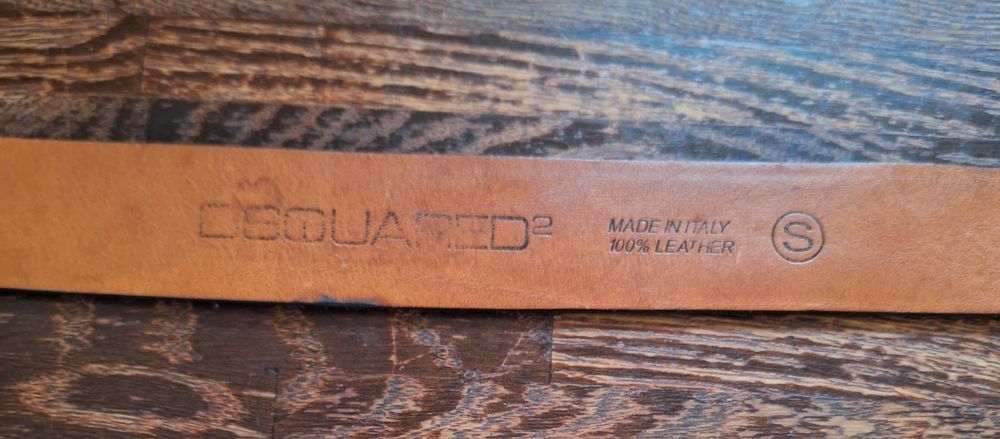 DSQUARED²
MADE IN ITALY
100% LEATHER
S